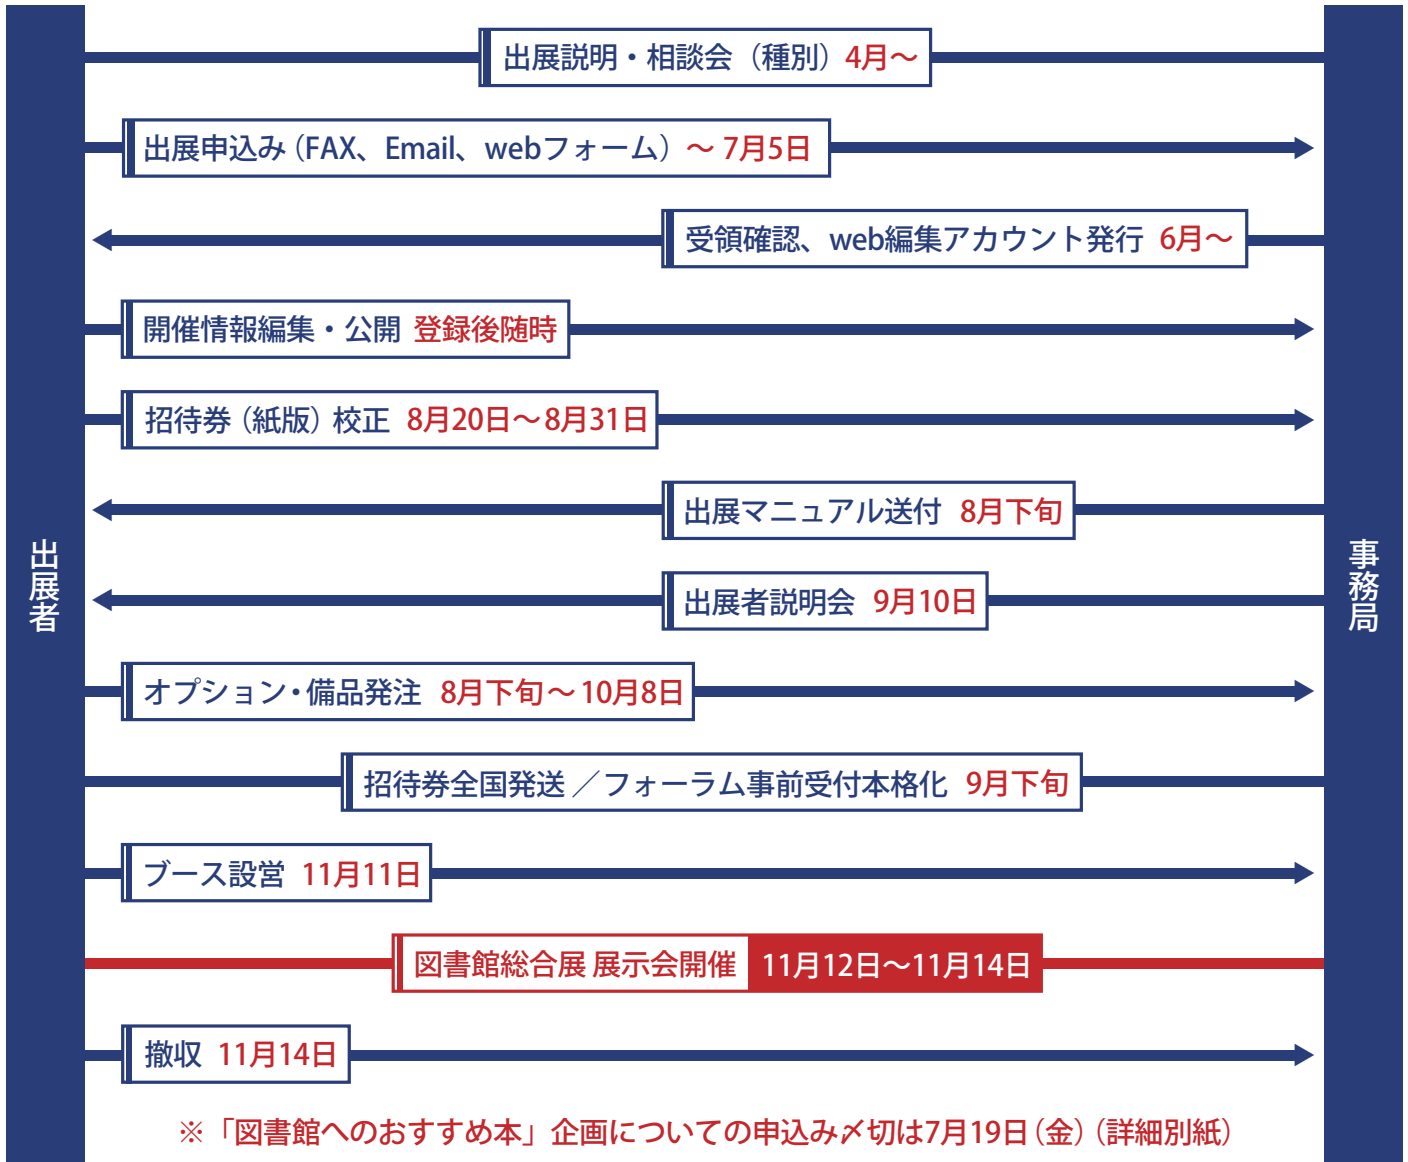 出展説明・相談会（種別）4月～
出展申込み（FAX、Email、webフォーム）～7月5日
受領確認、web編集アカウント発行 6月～
開催情報編集・公開 登録後随時
招待券（紙版）校正 8月20日～8月31日
出展マニュアル送付 8月下旬
出展者
事務局
出展者説明会 9月10日
オプション・備品発注 8月下旬～10月8日
招待券全国発送／フォーラム事前受付本格化 9月下旬
ブース設営 11月11日
図書館総合展 展示会開催 11月12日～11月14日
撤収 11月14日
※「図書館へのおすすめ本」企画についての申込み〆切は7月19日（金）（詳細別紙）